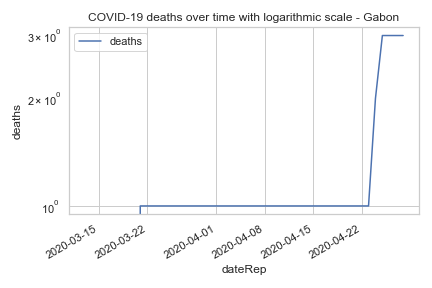 COVID-19 deaths over time with logarithmic scale - Gabon
deaths
3 × 10⁰
2 × 10⁰
10⁰
deaths
2020-03-15
2020-03-22
2020-04-01
2020-04-08
2020-04-15
2020-04-22
dateRep